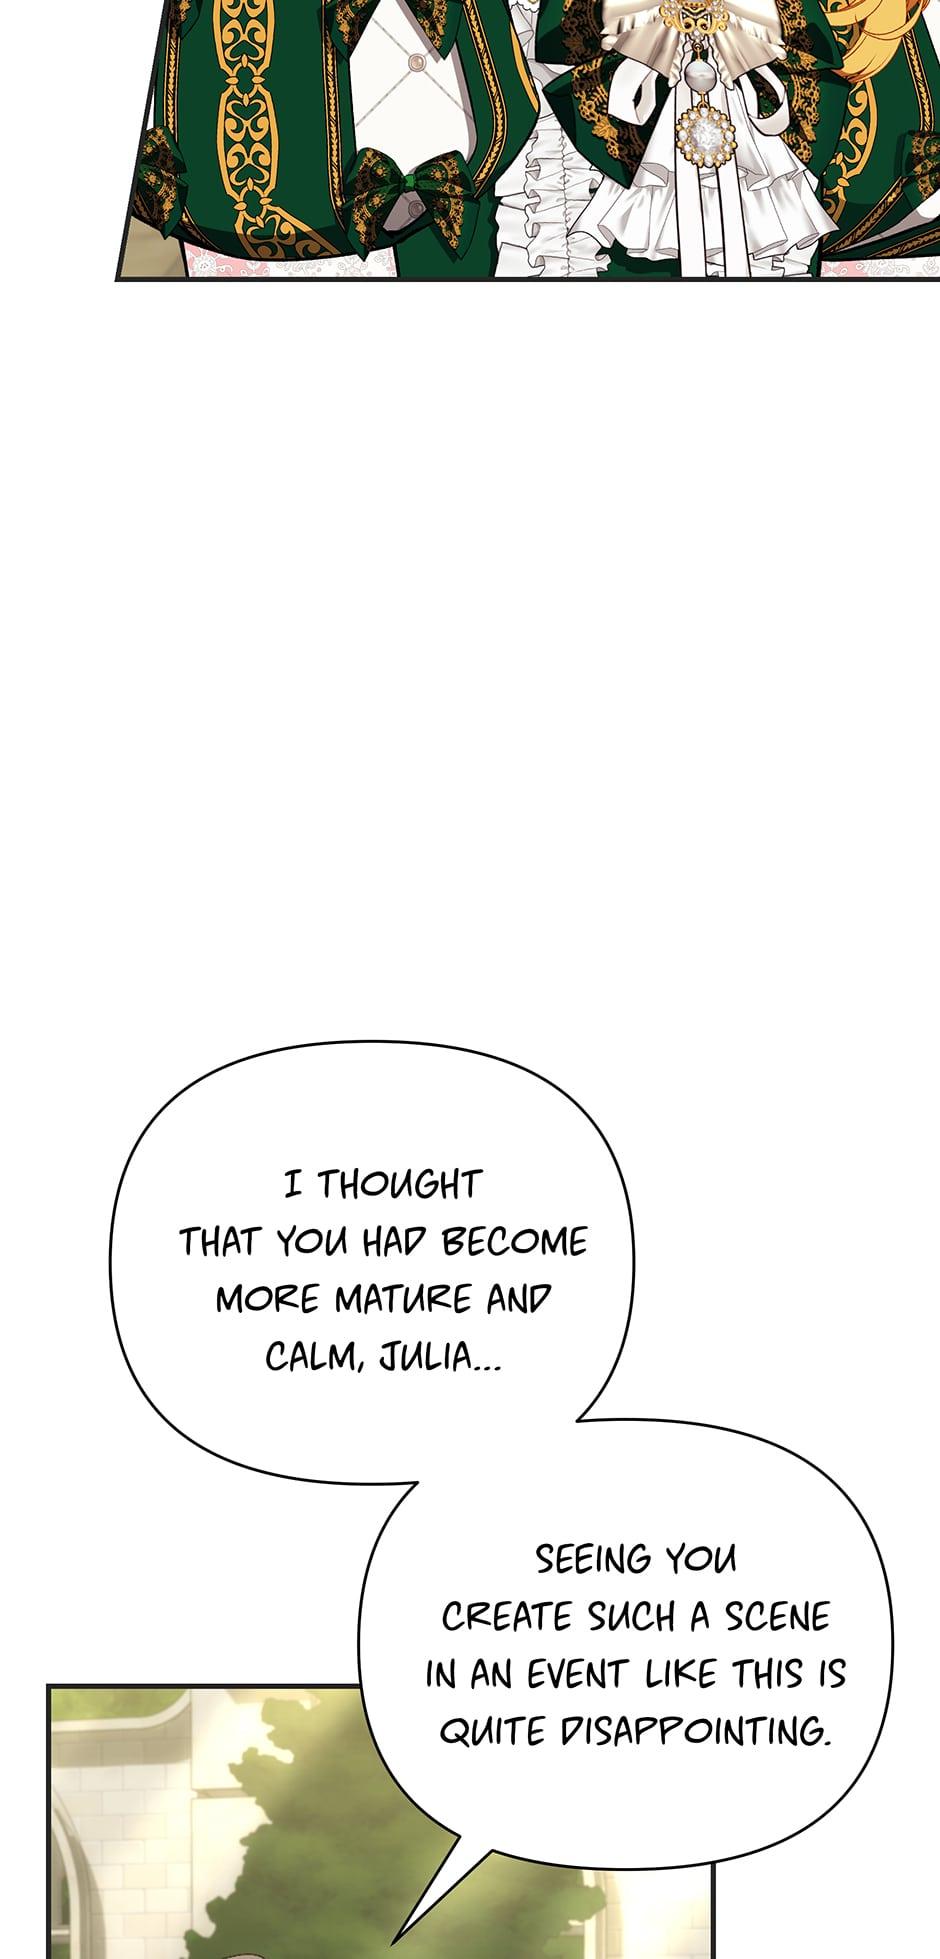 I THOUGHT
THAT YOU HAD BECOME
MORE MATURE AND
CALM, JULIA...
SEEING YOU
CREATE SUCH A SCENE
IN AN EVENT LIKE THIS IS
QUITE DISAPPOINTING.